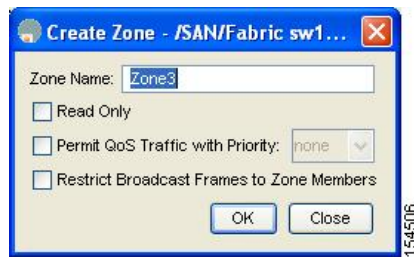 Create Zone - /SAN/Fabric sw1...
Zone Name: Zone3
Read Only
Permit QoS Traffic with Priority: none
Restrict Broadcast Frames to Zone Members
OK Close
154506